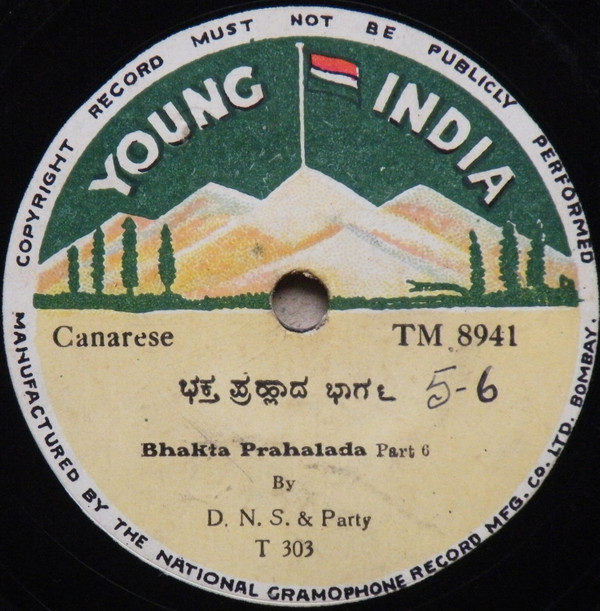 COPYRIGHT RECORD MUST NOT BE PUBLICLY PERFORMED
YOUNG INDIA
Canarese TM 8941
ಭಕ್ತ ಪ್ರಹ್ಲಾದ ಭಾಗ ೬ 5-6
Bhakta Prahalada Part 6
By
D. N. S. & Party
T 303
MANUFACTURED BY THE NATIONAL GRAMOPHONE RECORD MFG. Co. LTD. BOMBAY.